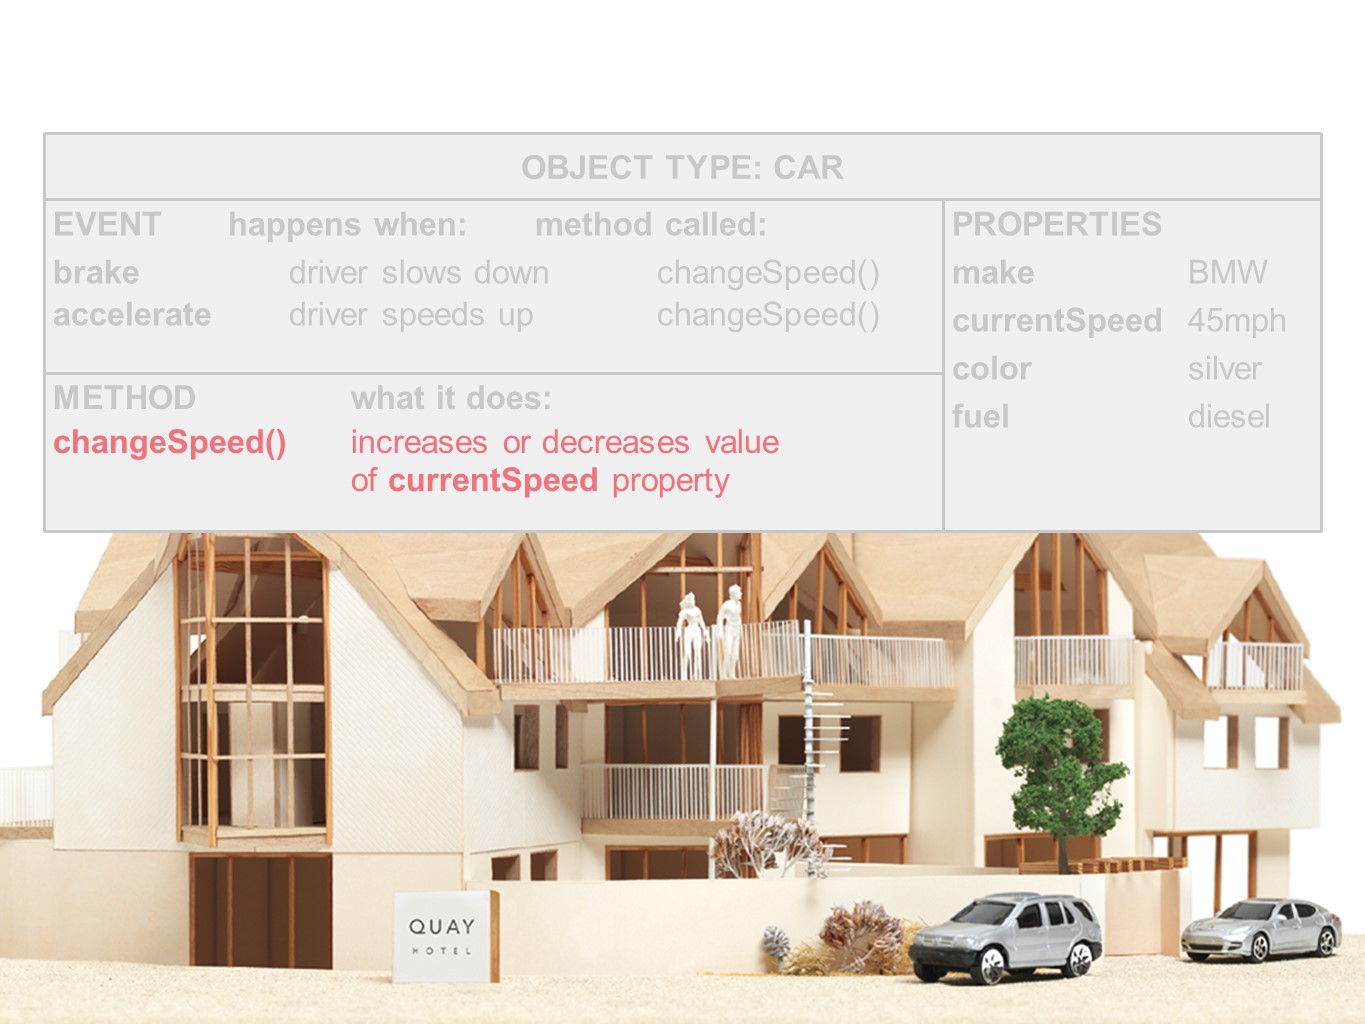 OBJECT TYPE: CAR
EVENT happens when: method called:
brake driver slows down changeSpeed()
accelerate driver speeds up changeSpeed()
METHOD what it does:
changeSpeed() increases or decreases value
of currentSpeed property
PROPERTIES
make BMW
currentSpeed 45mph
color silver
fuel diesel
QUAY
HOTEL